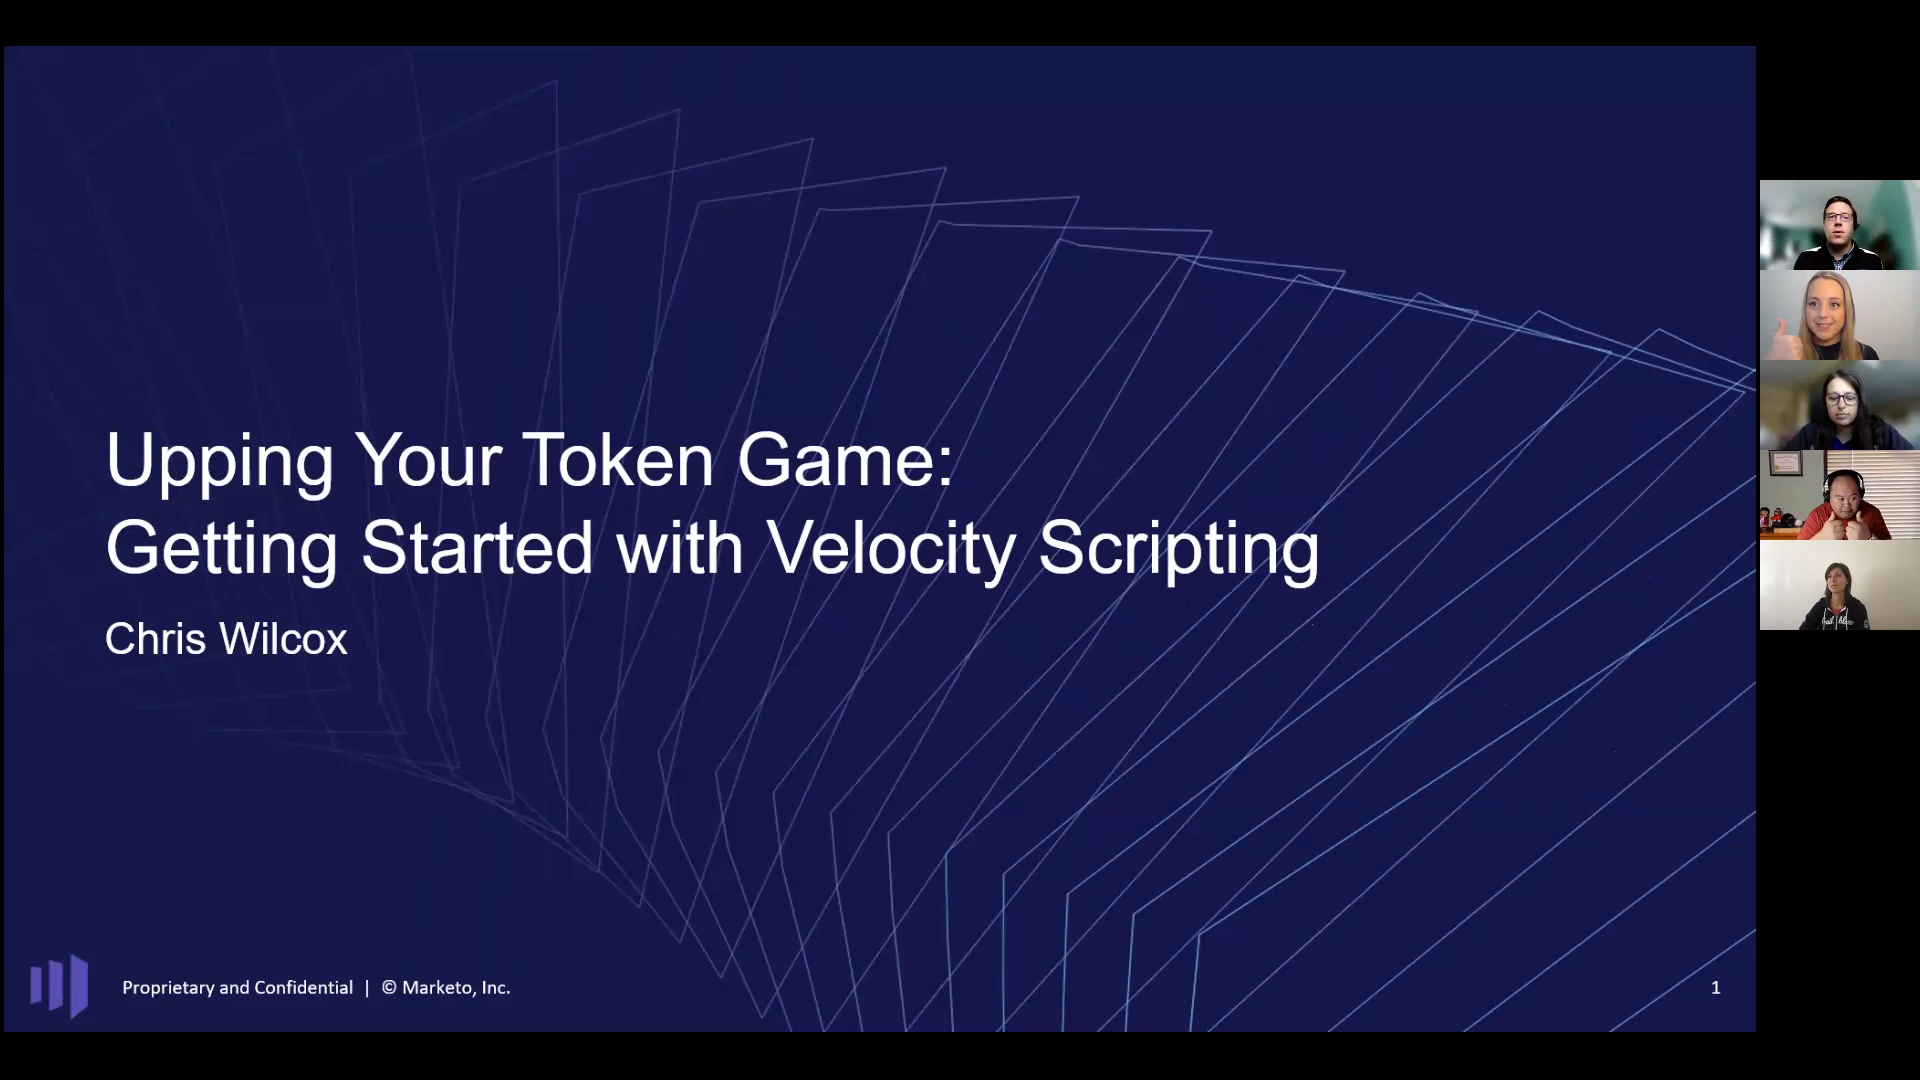 Upping Your Token Game:
Getting Started with Velocity Scripting
Chris Wilcox
Proprietary and Confidential | © Marketo, Inc.
1